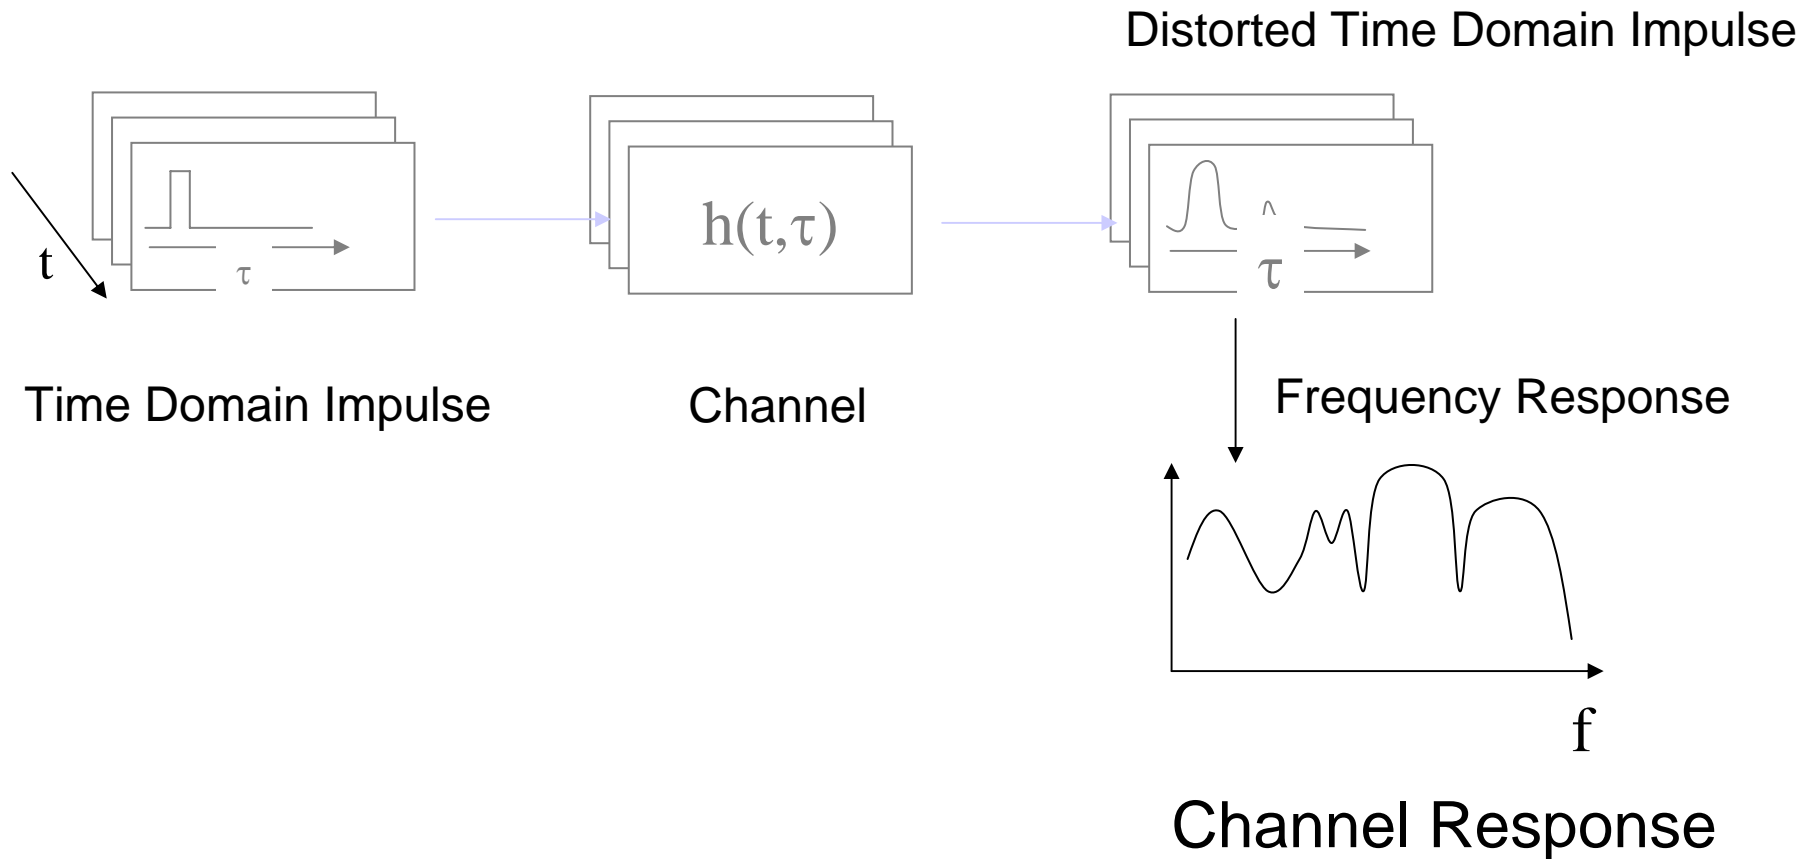 Distorted Time Domain Impulse
t
τ
h(t,τ)
τ
Time Domain Impulse
Channel
Frequency Response
f
Channel Response